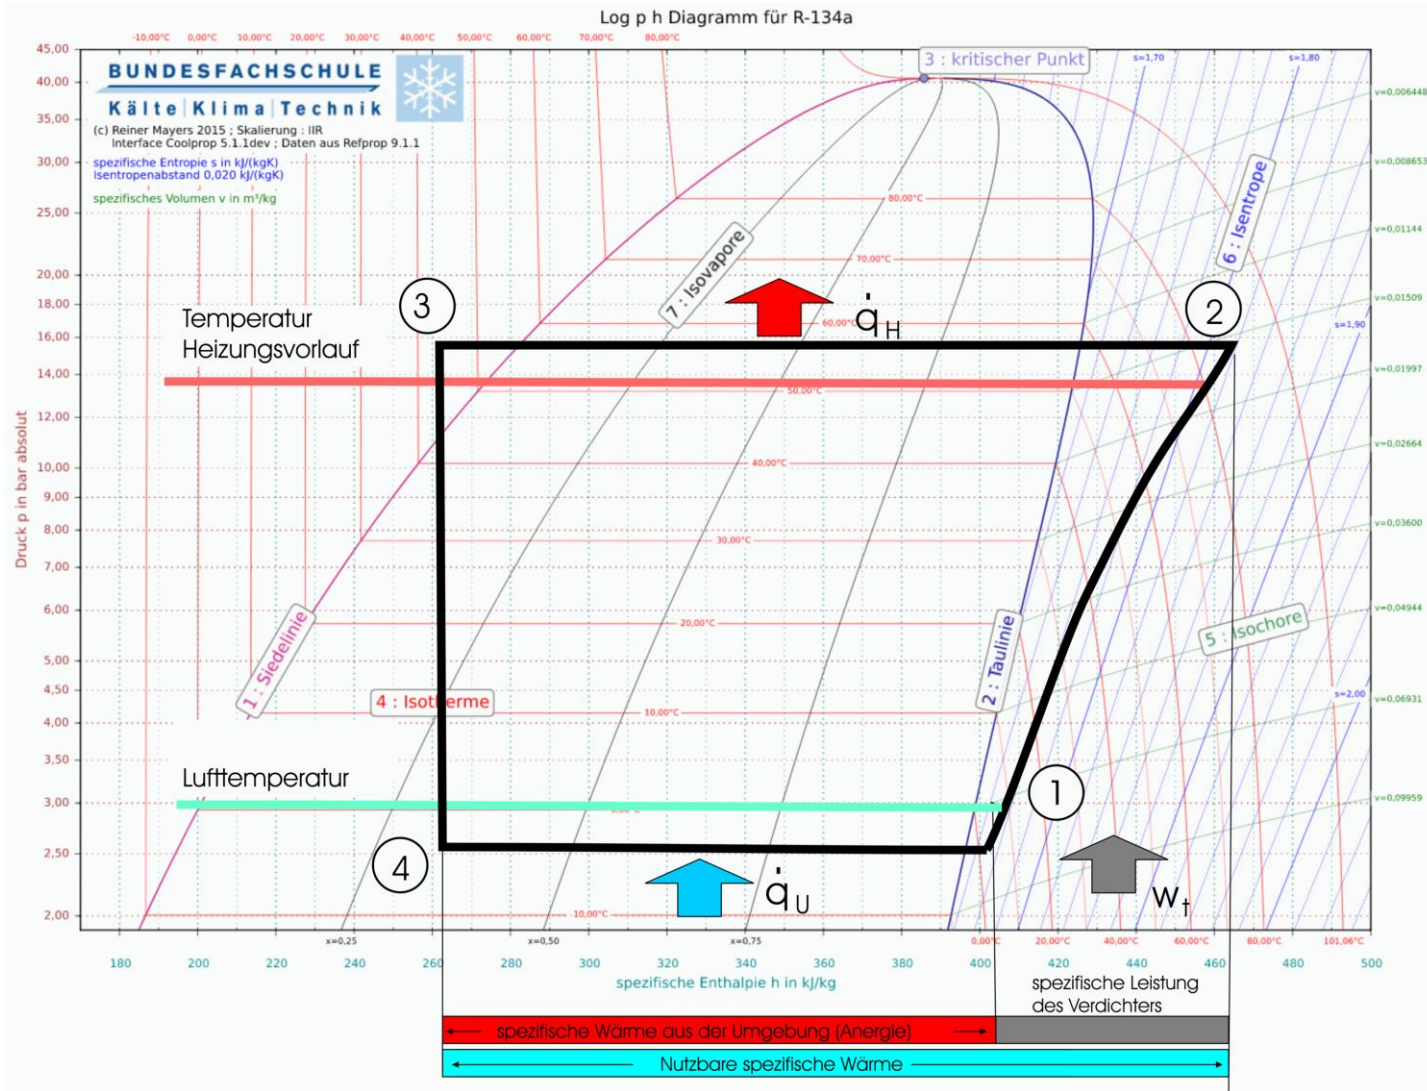 Log p h Diagramm für R-134a
-10,00°C 0,00°C 10,00°C 20,00°C 30,00°C 40,00°C 50,00°C 60,00°C 70,00°C 80,00°C
45,00
40,00
35,00
30,00
25,00
20,00
18,00
16,00
14,00
12,00
10,00
9,00
8,00
7,00
6,00
5,00
4,50
4,00
3,50
3,00
2,50
2,00
Druck p in bar absolut
BUNDESFACHSCHULE
Kälte Klima Technik
(c) Reiner Mayers 2015 ; Skalierung : IIR
Interface Coolprop 5.1.1dev ; Daten aus Refprop 9.1.1
spezifische Entropie s in kJ/(kgK)
Isentropenabstand 0,020 kJ/(kgK)
spezifisches Volumen v in m³/kg
3 : kritischer Punkt
s=1,70
s=1,80
s=1,90
s=2,00
v=0,006448
v=0,008653
v=0,01144
v=0,01509
v=0,01997
v=0,02664
v=0,03600
v=0,04944
v=0,06931
v=0,09959
80,00°C
70,00°C
60,00°C
50,00°C
40,00°C
30,00°C
20,00°C
10,00°C
10,00°C
7 : Isovapore
6 : Isentrope
5 : Isochore
2 : Taulinie
1 : Siedelinie
4 : Isotherme
Temperatur
Heizungsvorlauf
3
2
q̇H
Lufttemperatur
1
4
q̇U
wt
x=0,25 x=0,50 x=0,75
0,00°C 20,00°C 40,00°C 60,00°C 80,00°C 101,06°C
180 200 220 240 260 280 300 320 340 360 380 400 420 440 460 480 500
spezifische Enthalpie h in kJ/kg
spezifische Leistung
des Verdichters
spezifische Wärme aus der Umgebung (Anergie)
Nutzbare spezifische Wärme